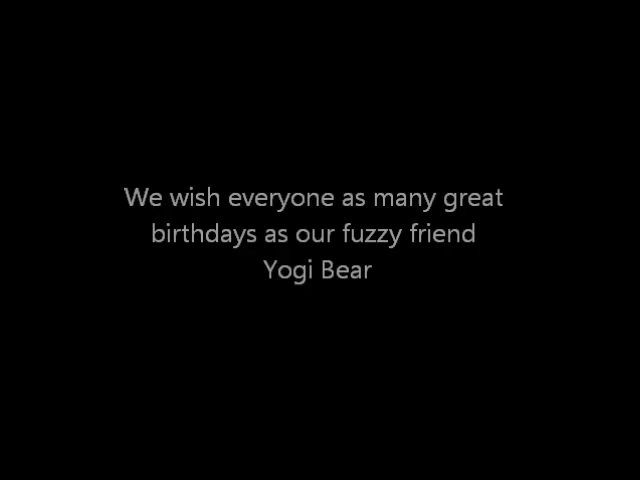 We wish everyone as many great
birthdays as our fuzzy friend
Yogi Bear